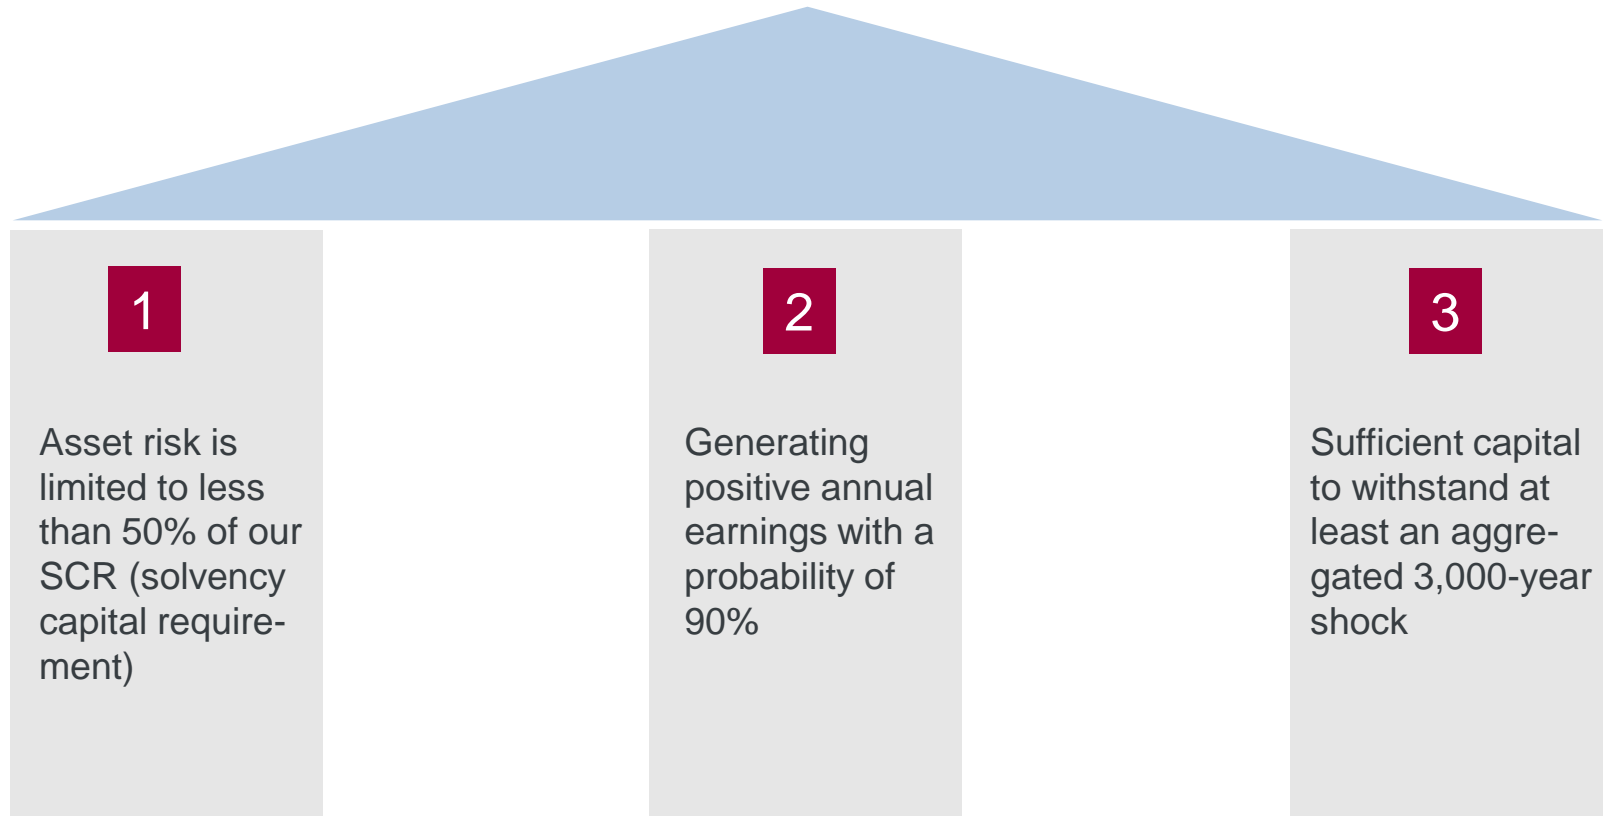 1
Asset risk is
limited to less
than 50% of our
SCR (solvency
capital require-
ment)
2
Generating
positive annual
earnings with a
probability of
90%
3
Sufficient capital
to withstand at
least an aggre-
gated 3,000-year
shock